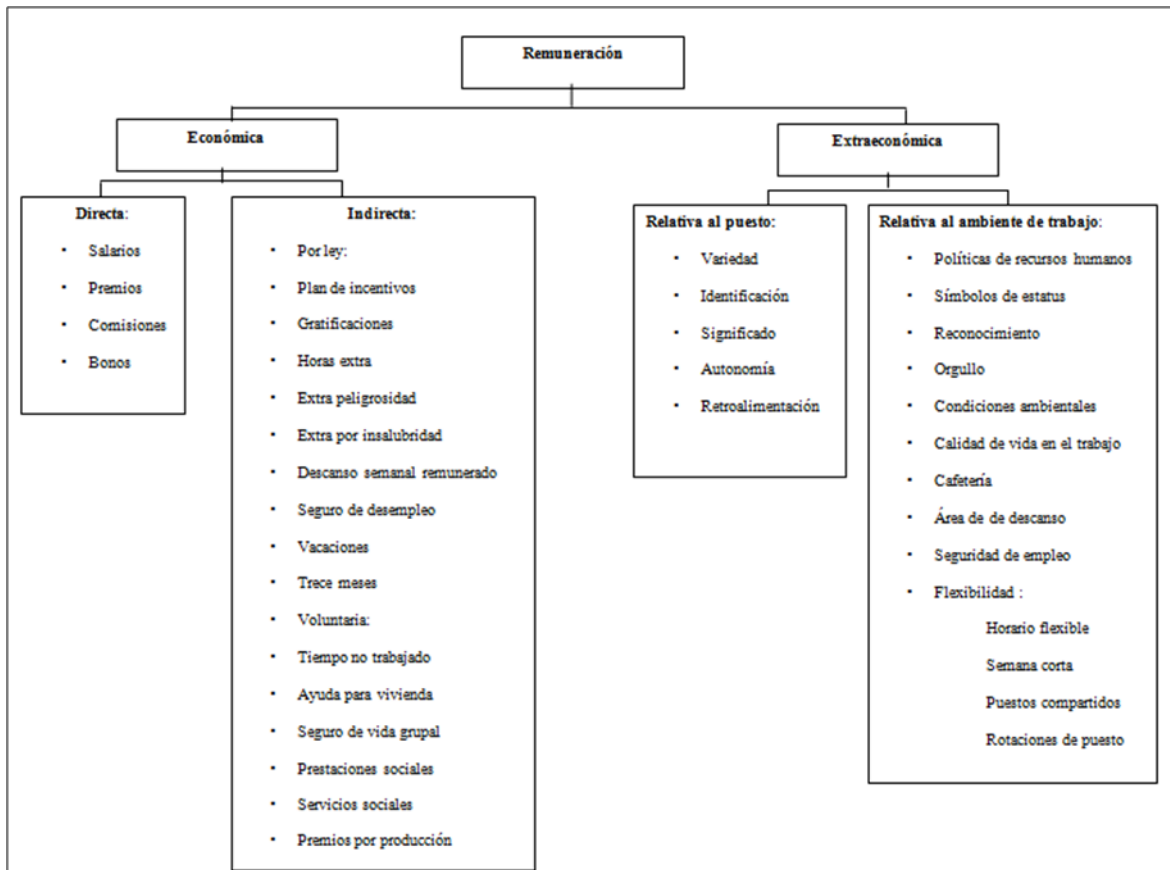 Remuneración
Económica
Extraeconómica
Directa:
• Salarios
• Premios
• Comisiones
• Bonos
Indirecta:
• Por ley:
• Plan de incentivos
• Gratificaciones
• Horas extra
• Extra peligrosidad
• Extra por insalubridad
• Descanso semanal remunerado
• Seguro de desempleo
• Vacaciones
• Trece meses
• Voluntaria:
• Tiempo no trabajado
• Ayuda para vivienda
• Seguro de vida grupal
• Prestaciones sociales
• Servicios sociales
• Premios por producción
Relativa al puesto:
• Variedad
• Identificación
• Significado
• Autonomía
• Retroalimentación
Relativa al ambiente de trabajo:
• Políticas de recursos humanos
• Símbolos de estatus
• Reconocimiento
• Orgullo
• Condiciones ambientales
• Calidad de vida en el trabajo
• Cafetería
• Área de de descanso
• Seguridad de empleo
• Flexibilidad :
Horario flexible
Semana corta
Puestos compartidos
Rotaciones de puesto